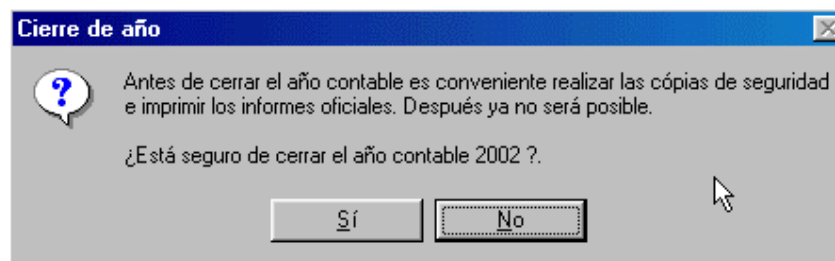 Cierre de año
Antes de cerrar el año contable es conveniente realizar las cópias de seguridad
e imprimir los informes oficiales. Después ya no será posible.
¿Está seguro de cerrar el año contable 2002 ?.
Sí
No